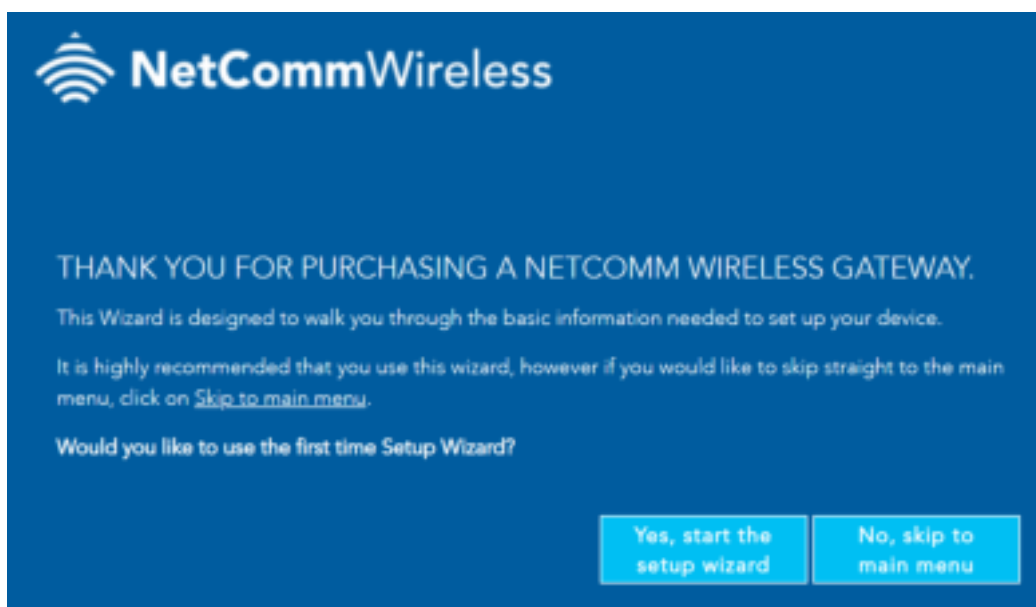 NetCommWireless
THANK YOU FOR PURCHASING A NETCOMM WIRELESS GATEWAY.
This Wizard is designed to walk you through the basic information needed to set up your device.
It is highly recommended that you use this wizard, however if you would like to skip straight to the main
menu, click on Skip to main menu.
Would you like to use the first time Setup Wizard?
Yes, start the
setup wizard
No, skip to
main menu